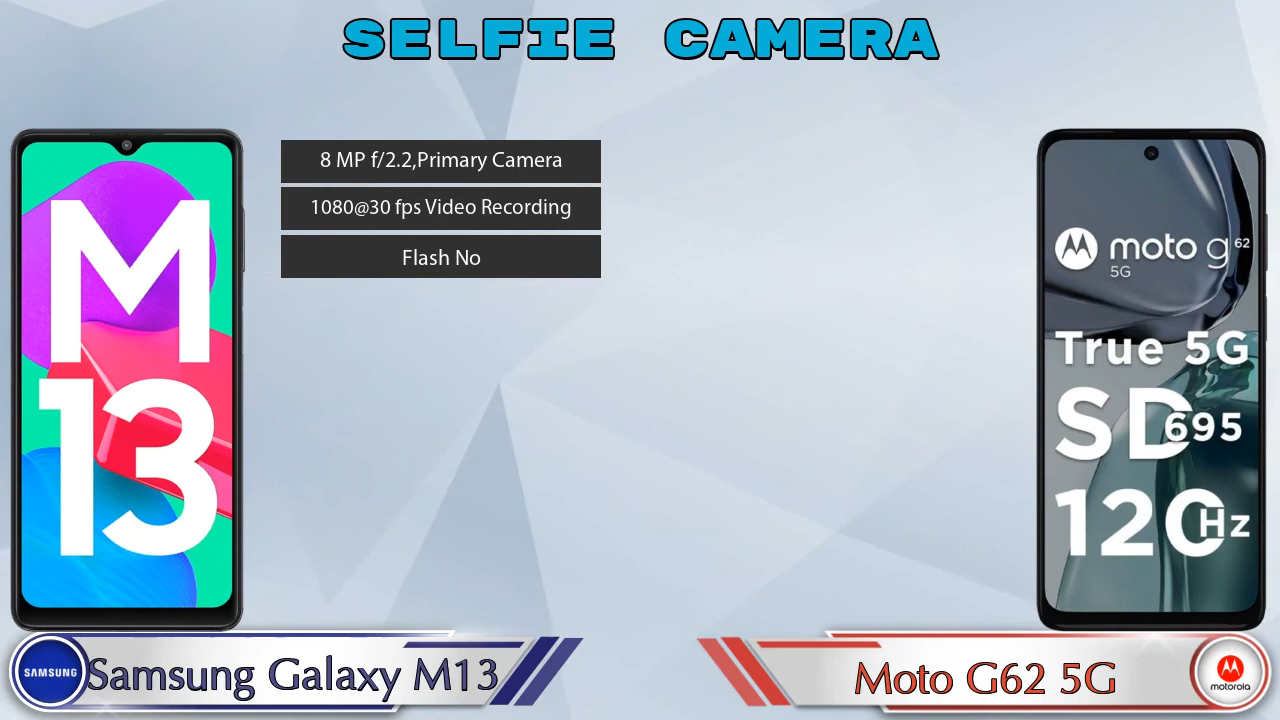 SELFIE CAMERA
8 MP f/2.2,Primary Camera
1080@30 fps Video Recording
Flash No
M
13
moto g 62
5G
True 5G
SD 695
120 Hz
SAMSUNG
Samsung Galaxy M13
Moto G62 5G
motorola